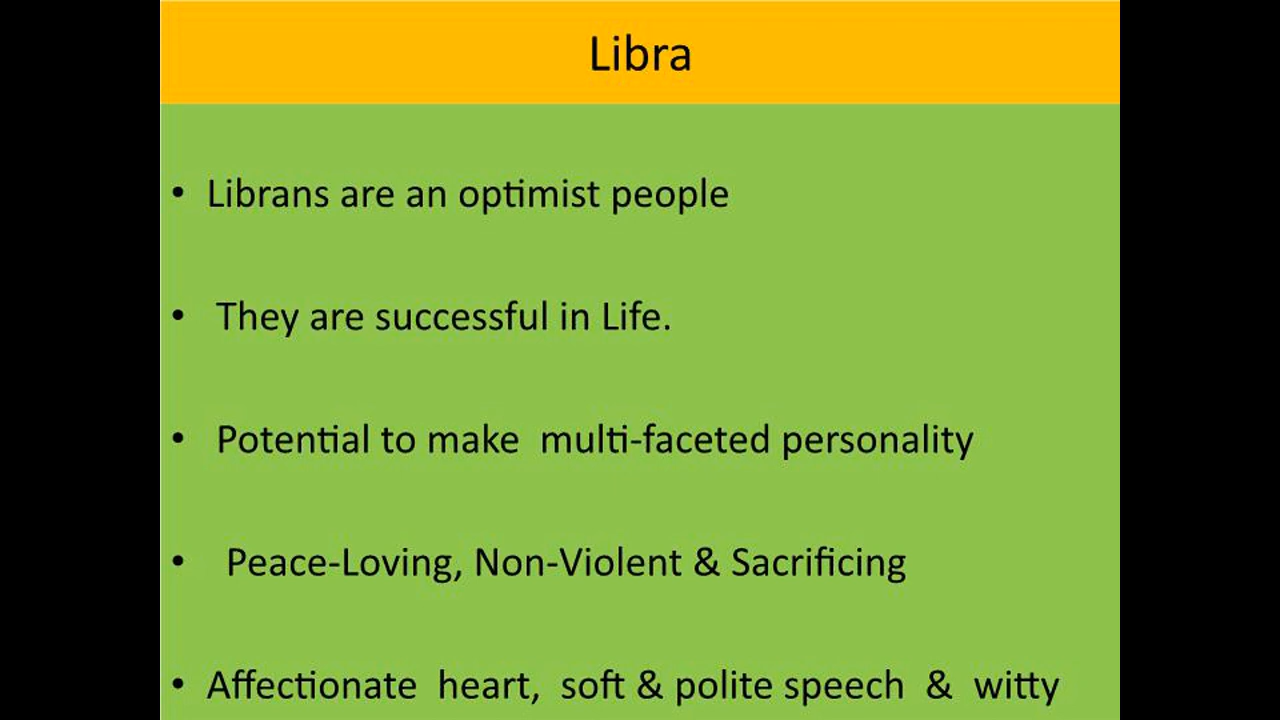 Libra
• Librans are an optimist people
• They are successful in Life.
• Potential to make multi-faceted personality
• Peace-Loving, Non-Violent & Sacrificing
• Affectionate heart, soft & polite speech & witty